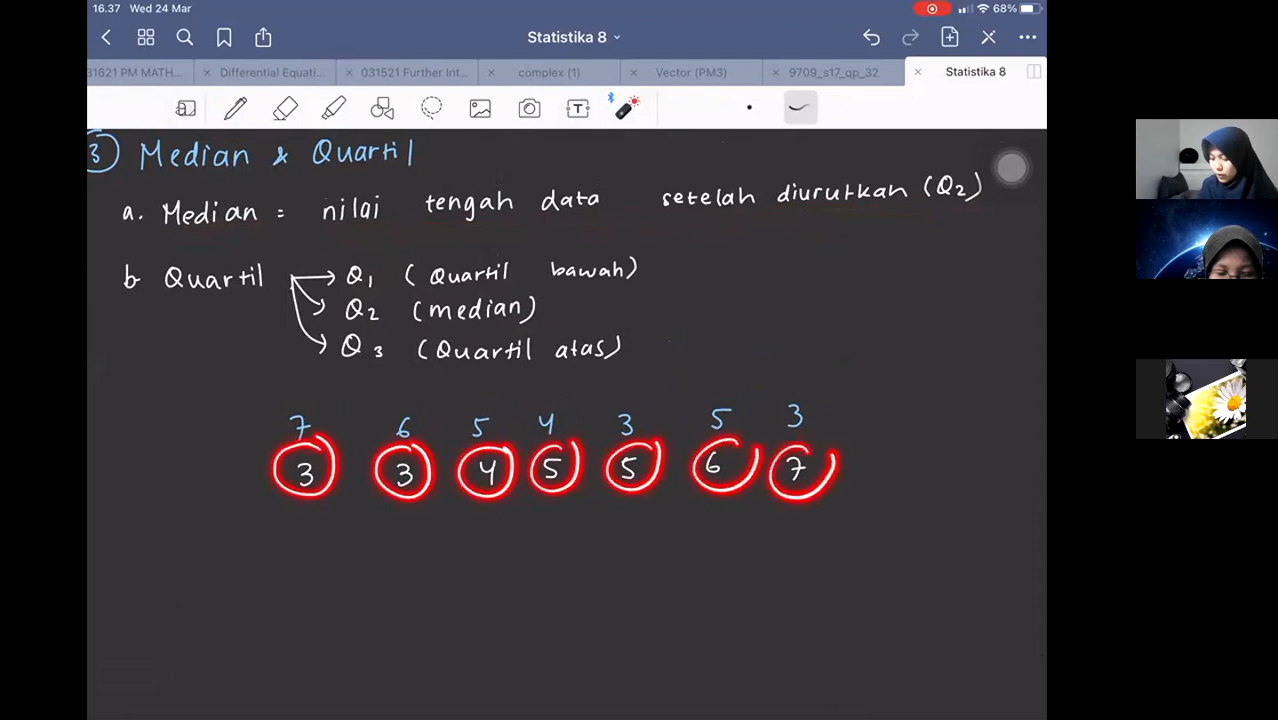 16.37 Wed 24 Mar
68%
Statistika 8
31621 PM MATH...
Differential Equati...
031521 Further Int...
complex (1)
Vector (PM3)
9709_s17_qp_32
Statistika 8
3 Median & Quartil
a. Median = nilai tengah data setelah diurutkan (Q2)
b Quartil → Q1 (Quartil bawah)
→ Q2 (median)
→ Q3 (Quartil atas)
7 6 5 4 3 5 3
3 3 4 5 5 6 7